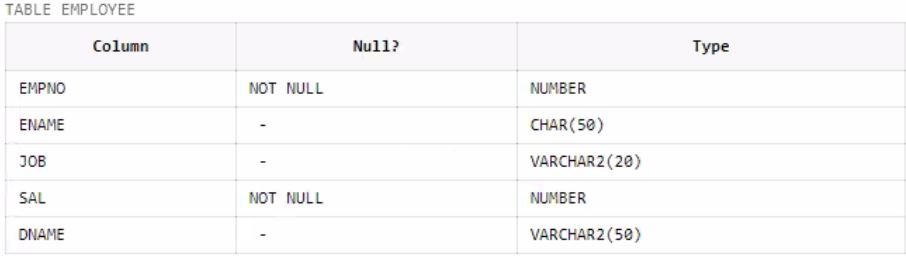 TABLE EMPLOYEE
Column Null? Type
EMPNO NOT NULL NUMBER
ENAME - CHAR(50)
JOB - VARCHAR2(20)
SAL NOT NULL NUMBER
DNAME - VARCHAR2(50)